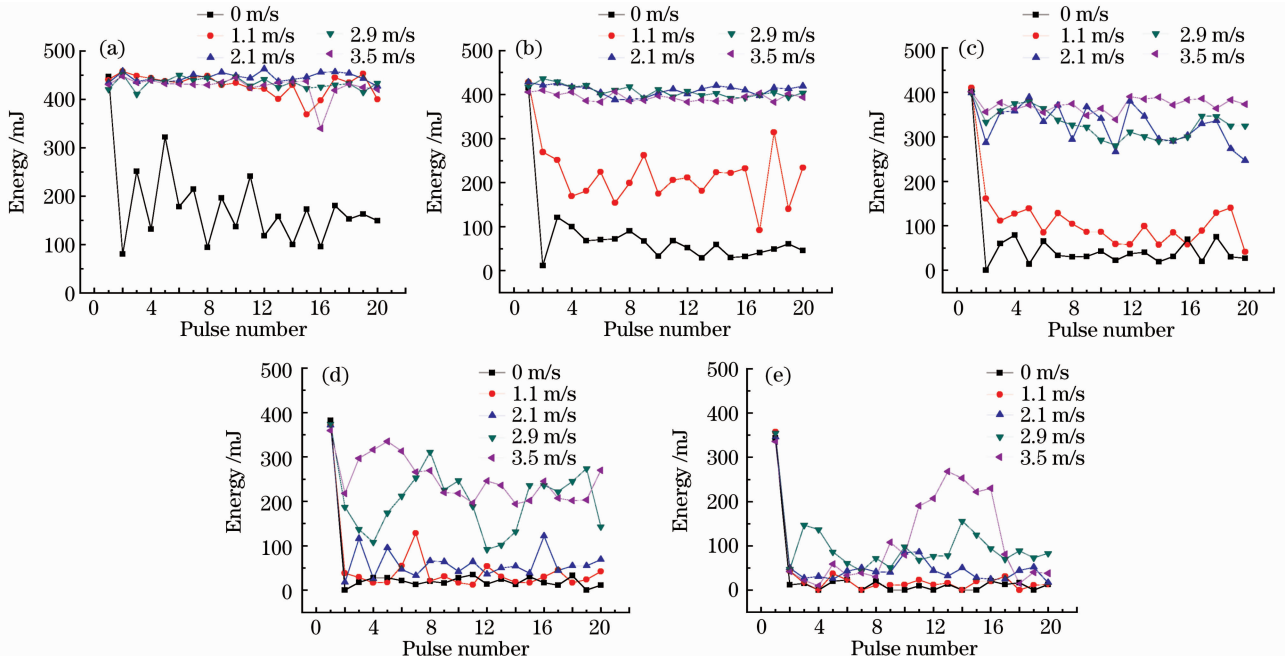 (a)
0 m/s
1.1 m/s
2.1 m/s
2.9 m/s
3.5 m/s
Energy /mJ
500
400
300
200
100
0
0 4 8 12 16 20
Pulse number
(b)
0 m/s
1.1 m/s
2.1 m/s
2.9 m/s
3.5 m/s
Energy /mJ
500
400
300
200
100
0
0 4 8 12 16 20
Pulse number
(c)
0 m/s
1.1 m/s
2.1 m/s
2.9 m/s
3.5 m/s
Energy /mJ
500
400
300
200
100
0
0 4 8 12 16 20
Pulse number
(d)
0 m/s
1.1 m/s
2.1 m/s
2.9 m/s
3.5 m/s
Energy /mJ
500
400
300
200
100
0
0 4 8 12 16 20
Pulse number
(e)
0 m/s
1.1 m/s
2.1 m/s
2.9 m/s
3.5 m/s
Energy /mJ
500
400
300
200
100
0
0 4 8 12 16 20
Pulse number